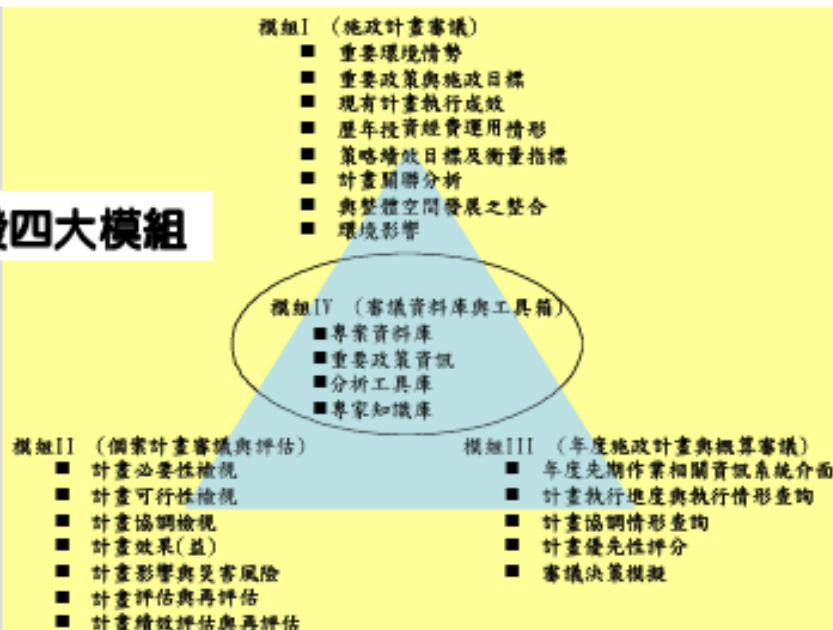 模組I （施政計畫審議）
■ 重要環境情勢
■ 重要政策與施政目標
■ 現有計畫執行成效
■ 歷年投資經費運用情形
■ 策略績效目標及衡量指標
■ 計畫關聯分析
■ 與整體空間發展之整合
■ 環境影響
四大模組
模組IV （審議資料庫與工具箱）
■專案資料庫
■重要政策資訊
■分析工具庫
■專家知識庫
模組II （個案計畫審議與評估）
■ 計畫必要性檢視
■ 計畫可行性檢視
■ 計畫協調檢視
■ 計畫效果(益)
■ 計畫影響與災害風險
■ 計畫評估與再評估
■ 計畫績效評估與再評估
模組III （年度施政計畫與概算審議）
■ 年度先期作業相關資訊系統介面
■ 計畫執行進度與執行情形查詢
■ 計畫協調情形查詢
■ 計畫優先性評分
■ 審議決策模擬